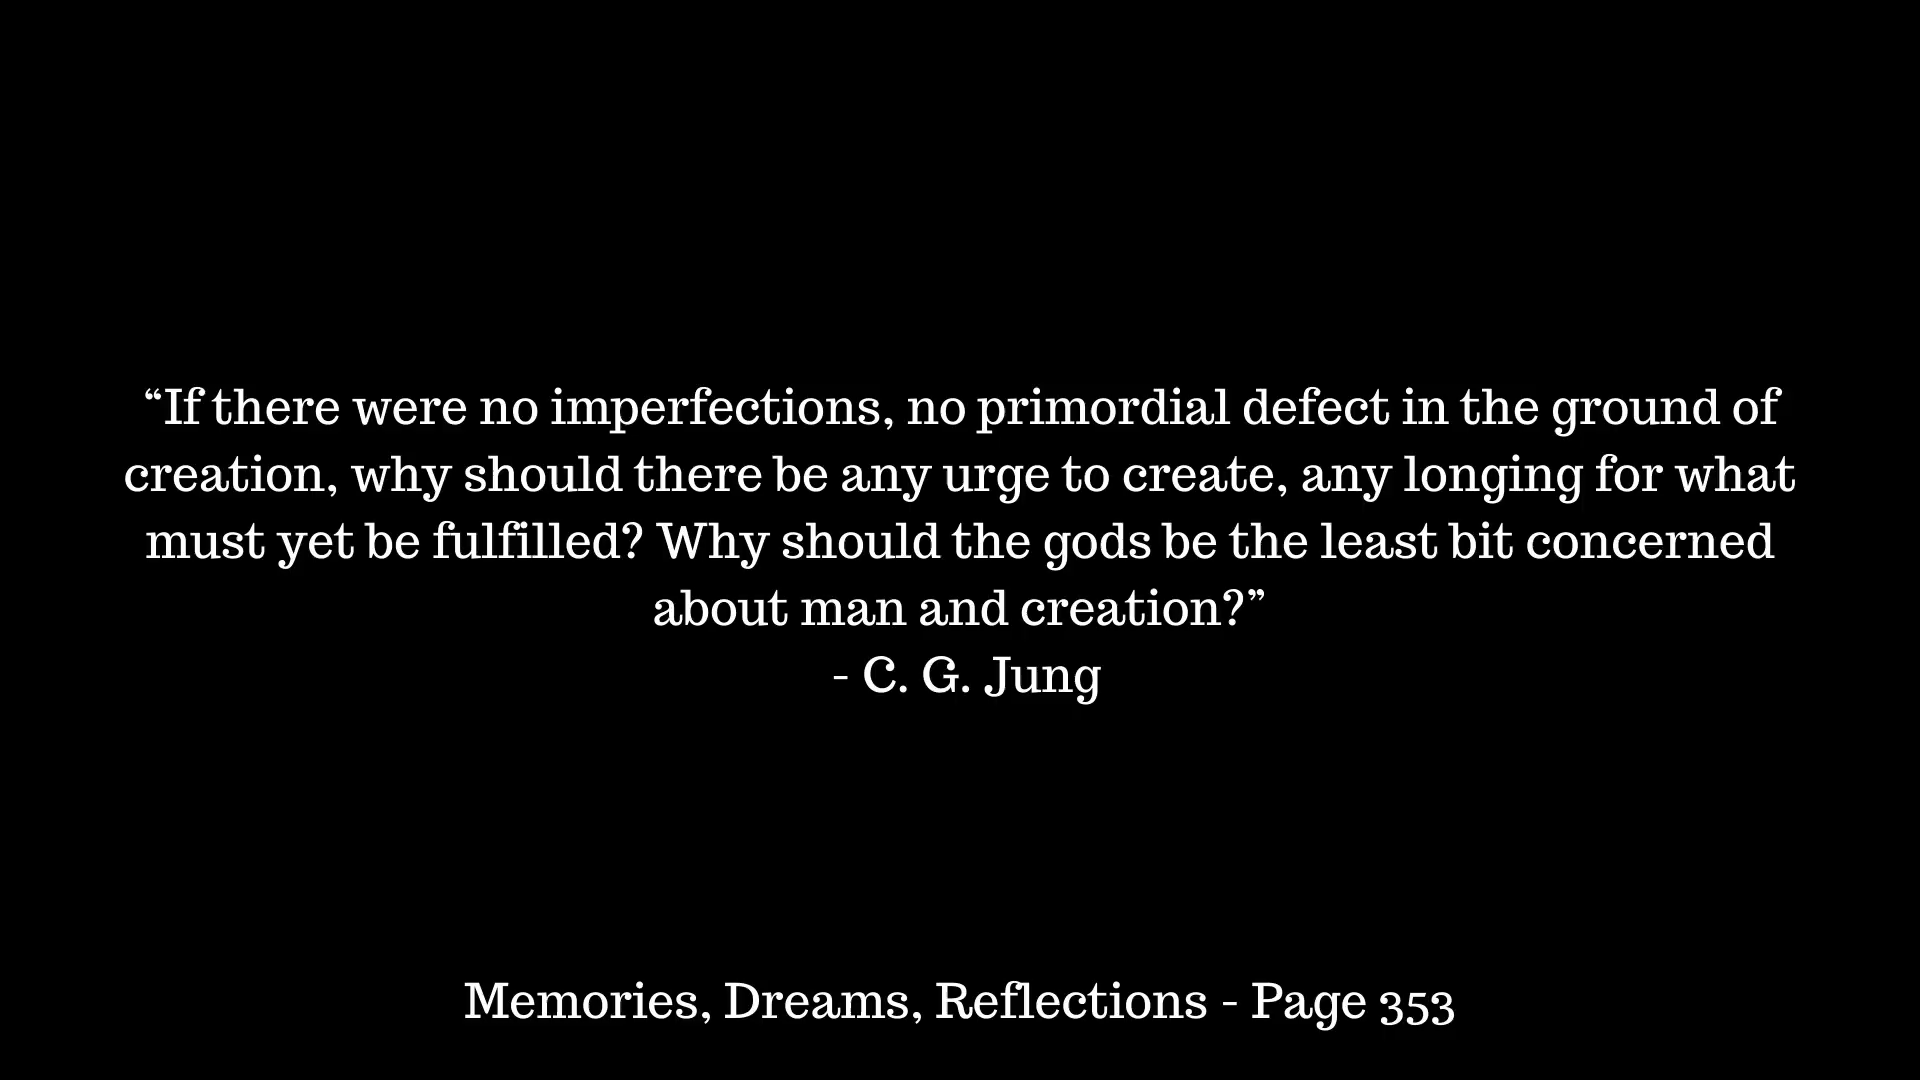 “If there were no imperfections, no primordial defect in the ground of
creation, why should there be any urge to create, any longing for what
must yet be fulfilled? Why should the gods be the least bit concerned
about man and creation?”
- C. G. Jung
Memories, Dreams, Reflections - Page 353